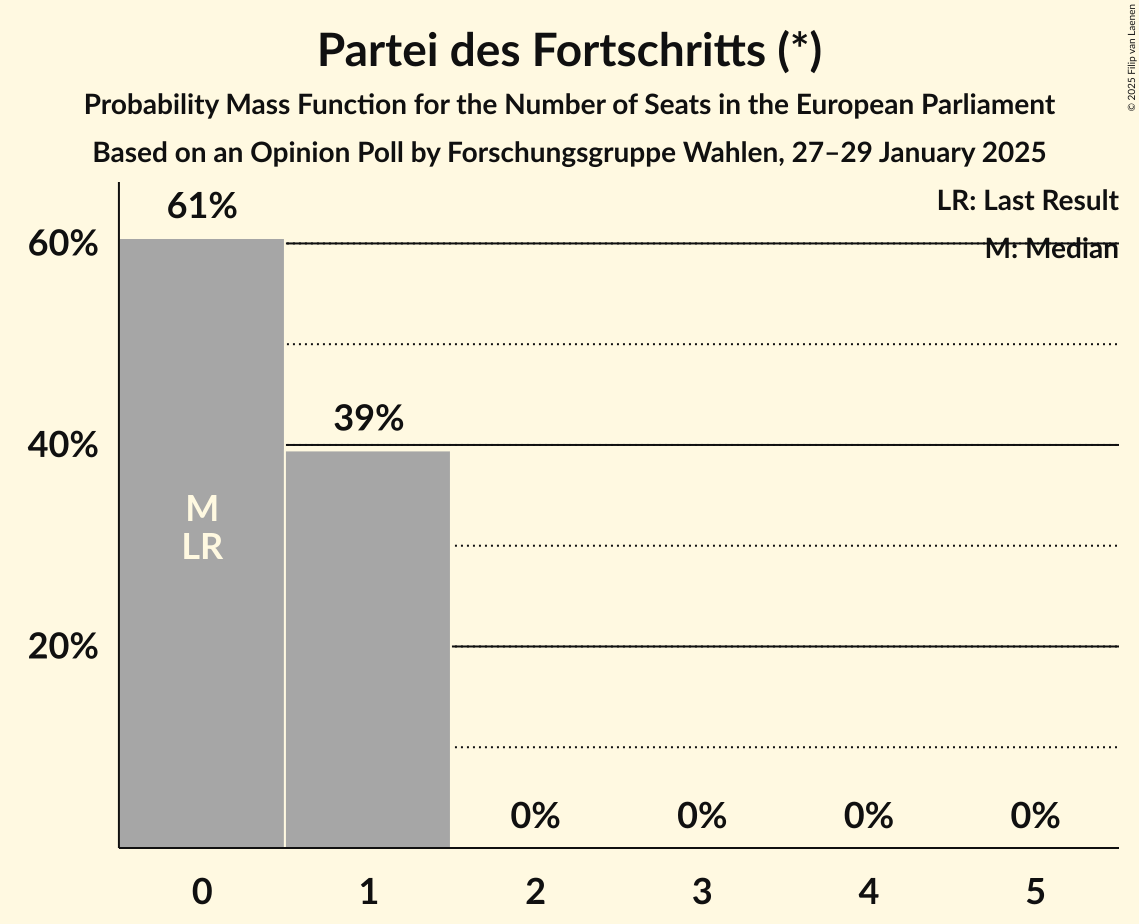 Partei des Fortschritts (*)
Probability Mass Function for the Number of Seats in the European Parliament
Based on an Opinion Poll by Forschungsgruppe Wahlen, 27–29 January 2025
© 2025 Filip van Laenen
LR: Last Result
M: Median
61%
60%
39%
40%
M
LR
20%
0%
0%
0%
0%
0
1
2
3
4
5